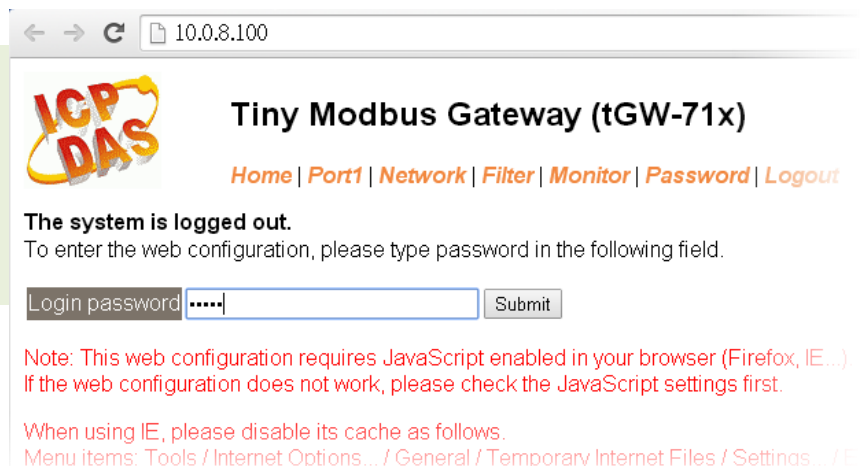 10.0.8.100
ICP
DAS
Tiny Modbus Gateway (tGW-71x)
Home | Port1 | Network | Filter | Monitor | Password | Logout
The system is logged out.
To enter the web configuration, please type password in the following field.
Login password ••••• Submit
Note: This web configuration requires JavaScript enabled in your browser (Firefox, IE...)
If the web configuration does not work, please check the JavaScript settings first.
When using IE, please disable its cache as follows.
Menu items: Tools / Internet Options... / General / Temporary Internet Files / Settings... /